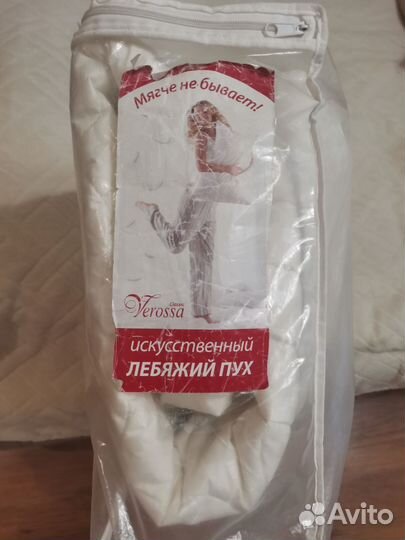 Мягче не бывает!
Classic
Verossa
искусственный
ЛЕБЯЖИЙ ПУХ
Avito